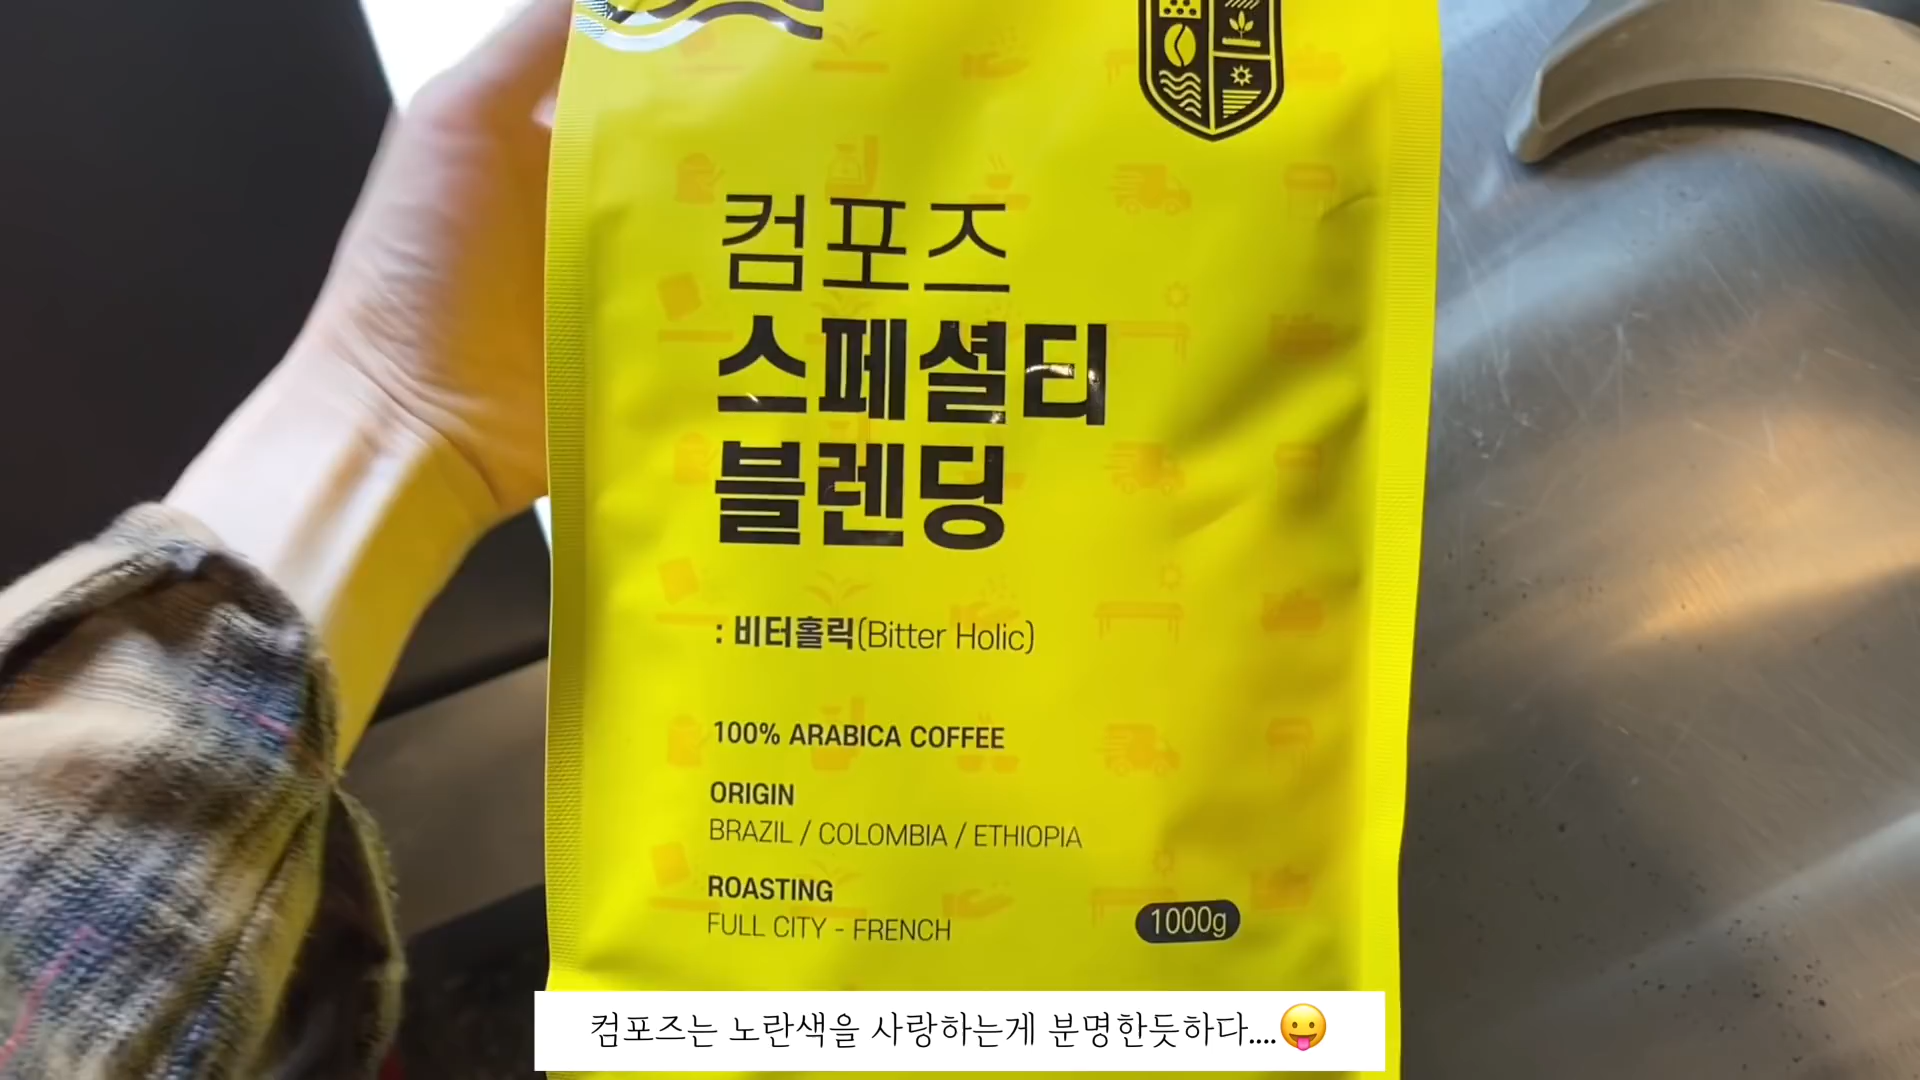 컴포즈
스페셜티
블렌딩
: 비터홀릭(Bitter Holic)
100% ARABICA COFFEE
ORIGIN
BRAZIL / COLOMBIA / ETHIOPIA
ROASTING
FULL CITY - FRENCH
1000g
컴포즈는 노란색을 사랑하는게 분명한듯하다....😛